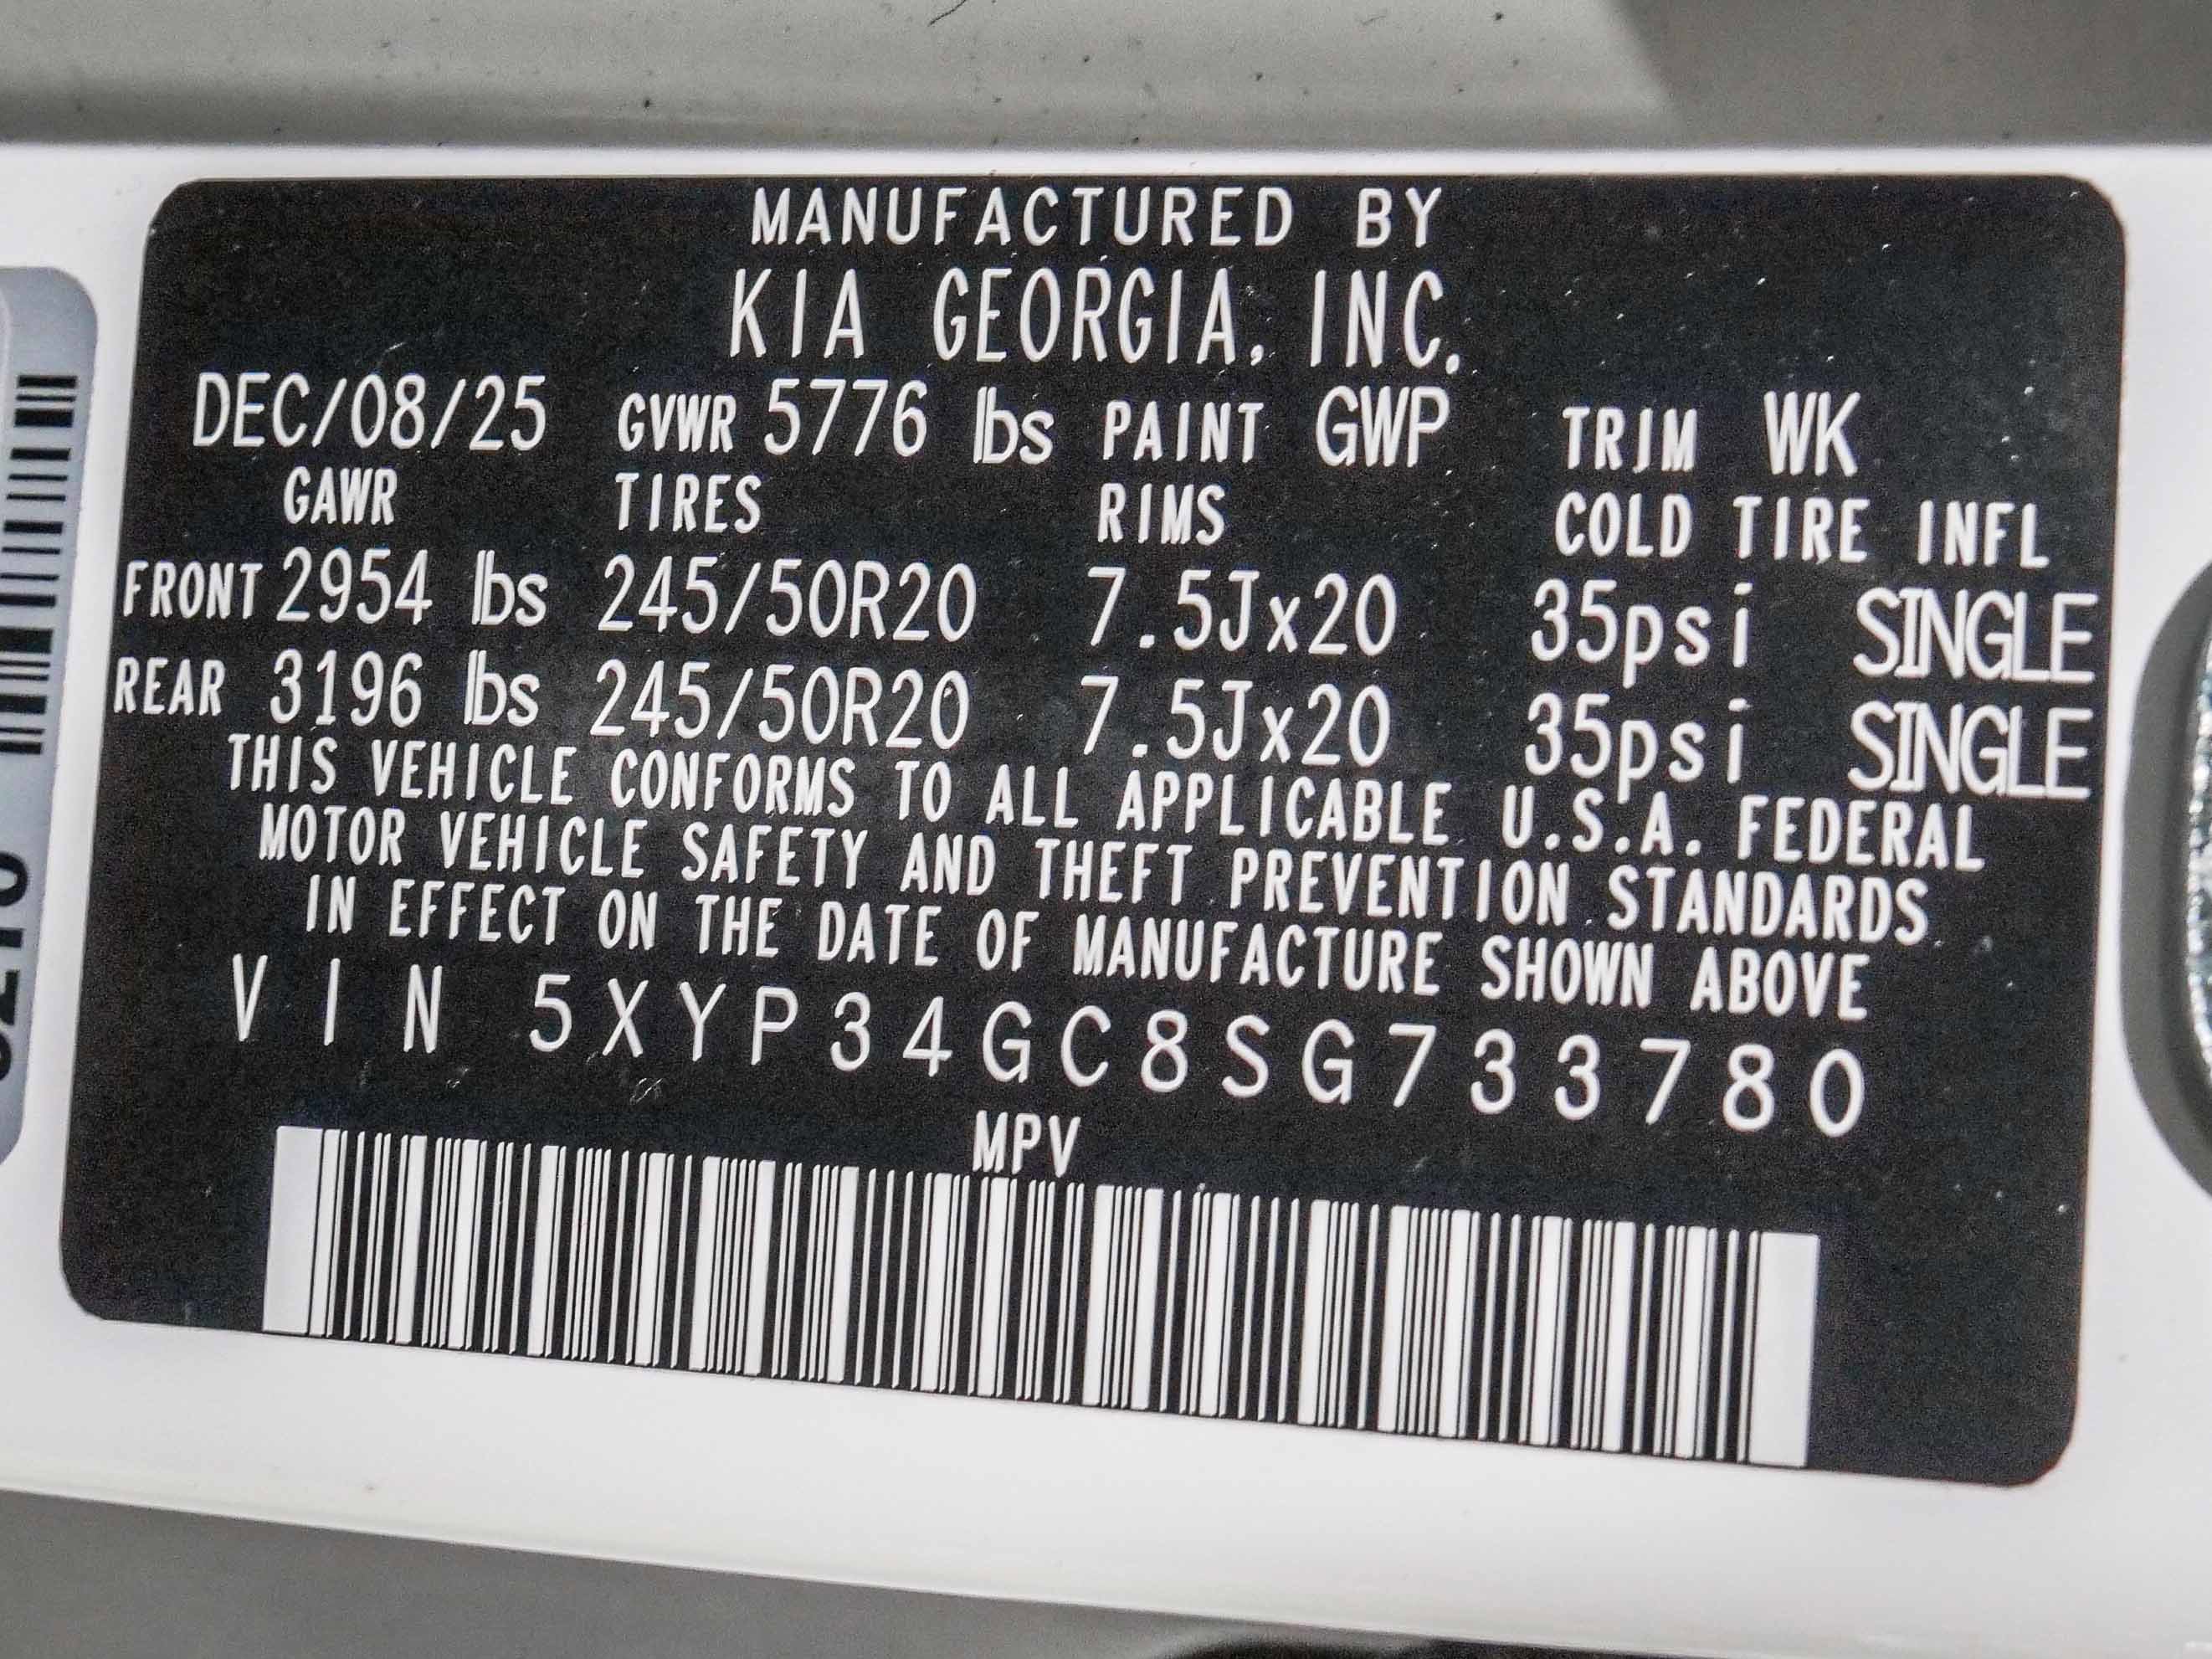 MANUFACTURED BY
KIA GEORGIA, INC.
DEC/08/25 GVWR 5776 lbs PAINT GWP TRIM WK
GAWR TIRES RIMS COLD TIRE INFL
FRONT 2954 lbs 245/50R20 7.5Jx20 35psi SINGLE
REAR 3196 lbs 245/50R20 7.5Jx20 35psi SINGLE
THIS VEHICLE CONFORMS TO ALL APPLICABLE U.S.A. FEDERAL
MOTOR VEHICLE SAFETY AND THEFT PREVENTION STANDARDS
IN EFFECT ON THE DATE OF MANUFACTURE SHOWN ABOVE
VIN 5XYP34GC8SG733780
MPV